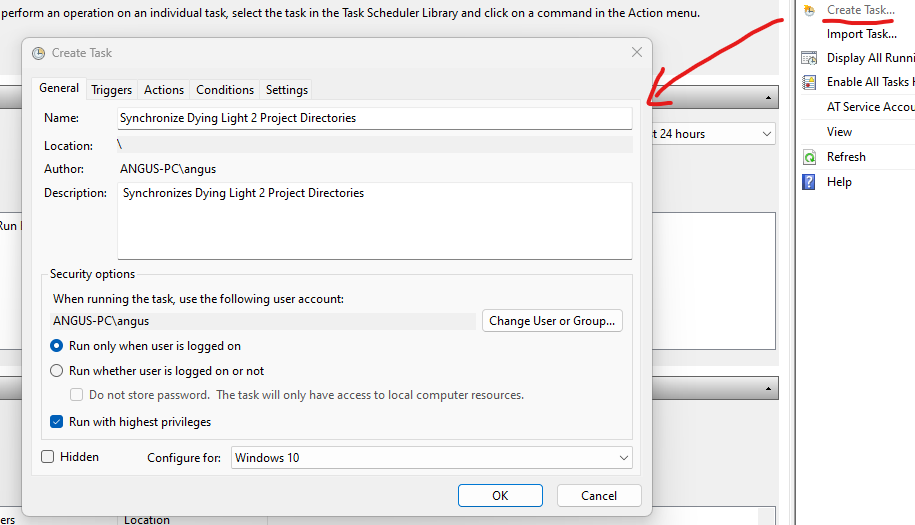 perform an operation on an individual task, select the task in the Task Scheduler Library and click on a command in the Action menu.
Create Task...
Import Task...
Display All Runni
Enable All Tasks H
AT Service Accou
View
Refresh
Help
Create Task
General Triggers Actions Conditions Settings
Name: Synchronize Dying Light 2 Project Directories
Location: \
Author: ANGUS-PC\angus
Description: Synchronizes Dying Light 2 Project Directories
t 24 hours
Run
Security options
When running the task, use the following user account:
ANGUS-PC\angus Change User or Group...
Run only when user is logged on
Run whether user is logged on or not
Do not store password. The task will only have access to local computer resources.
Run with highest privileges
Hidden Configure for: Windows 10
OK Cancel
ers Location